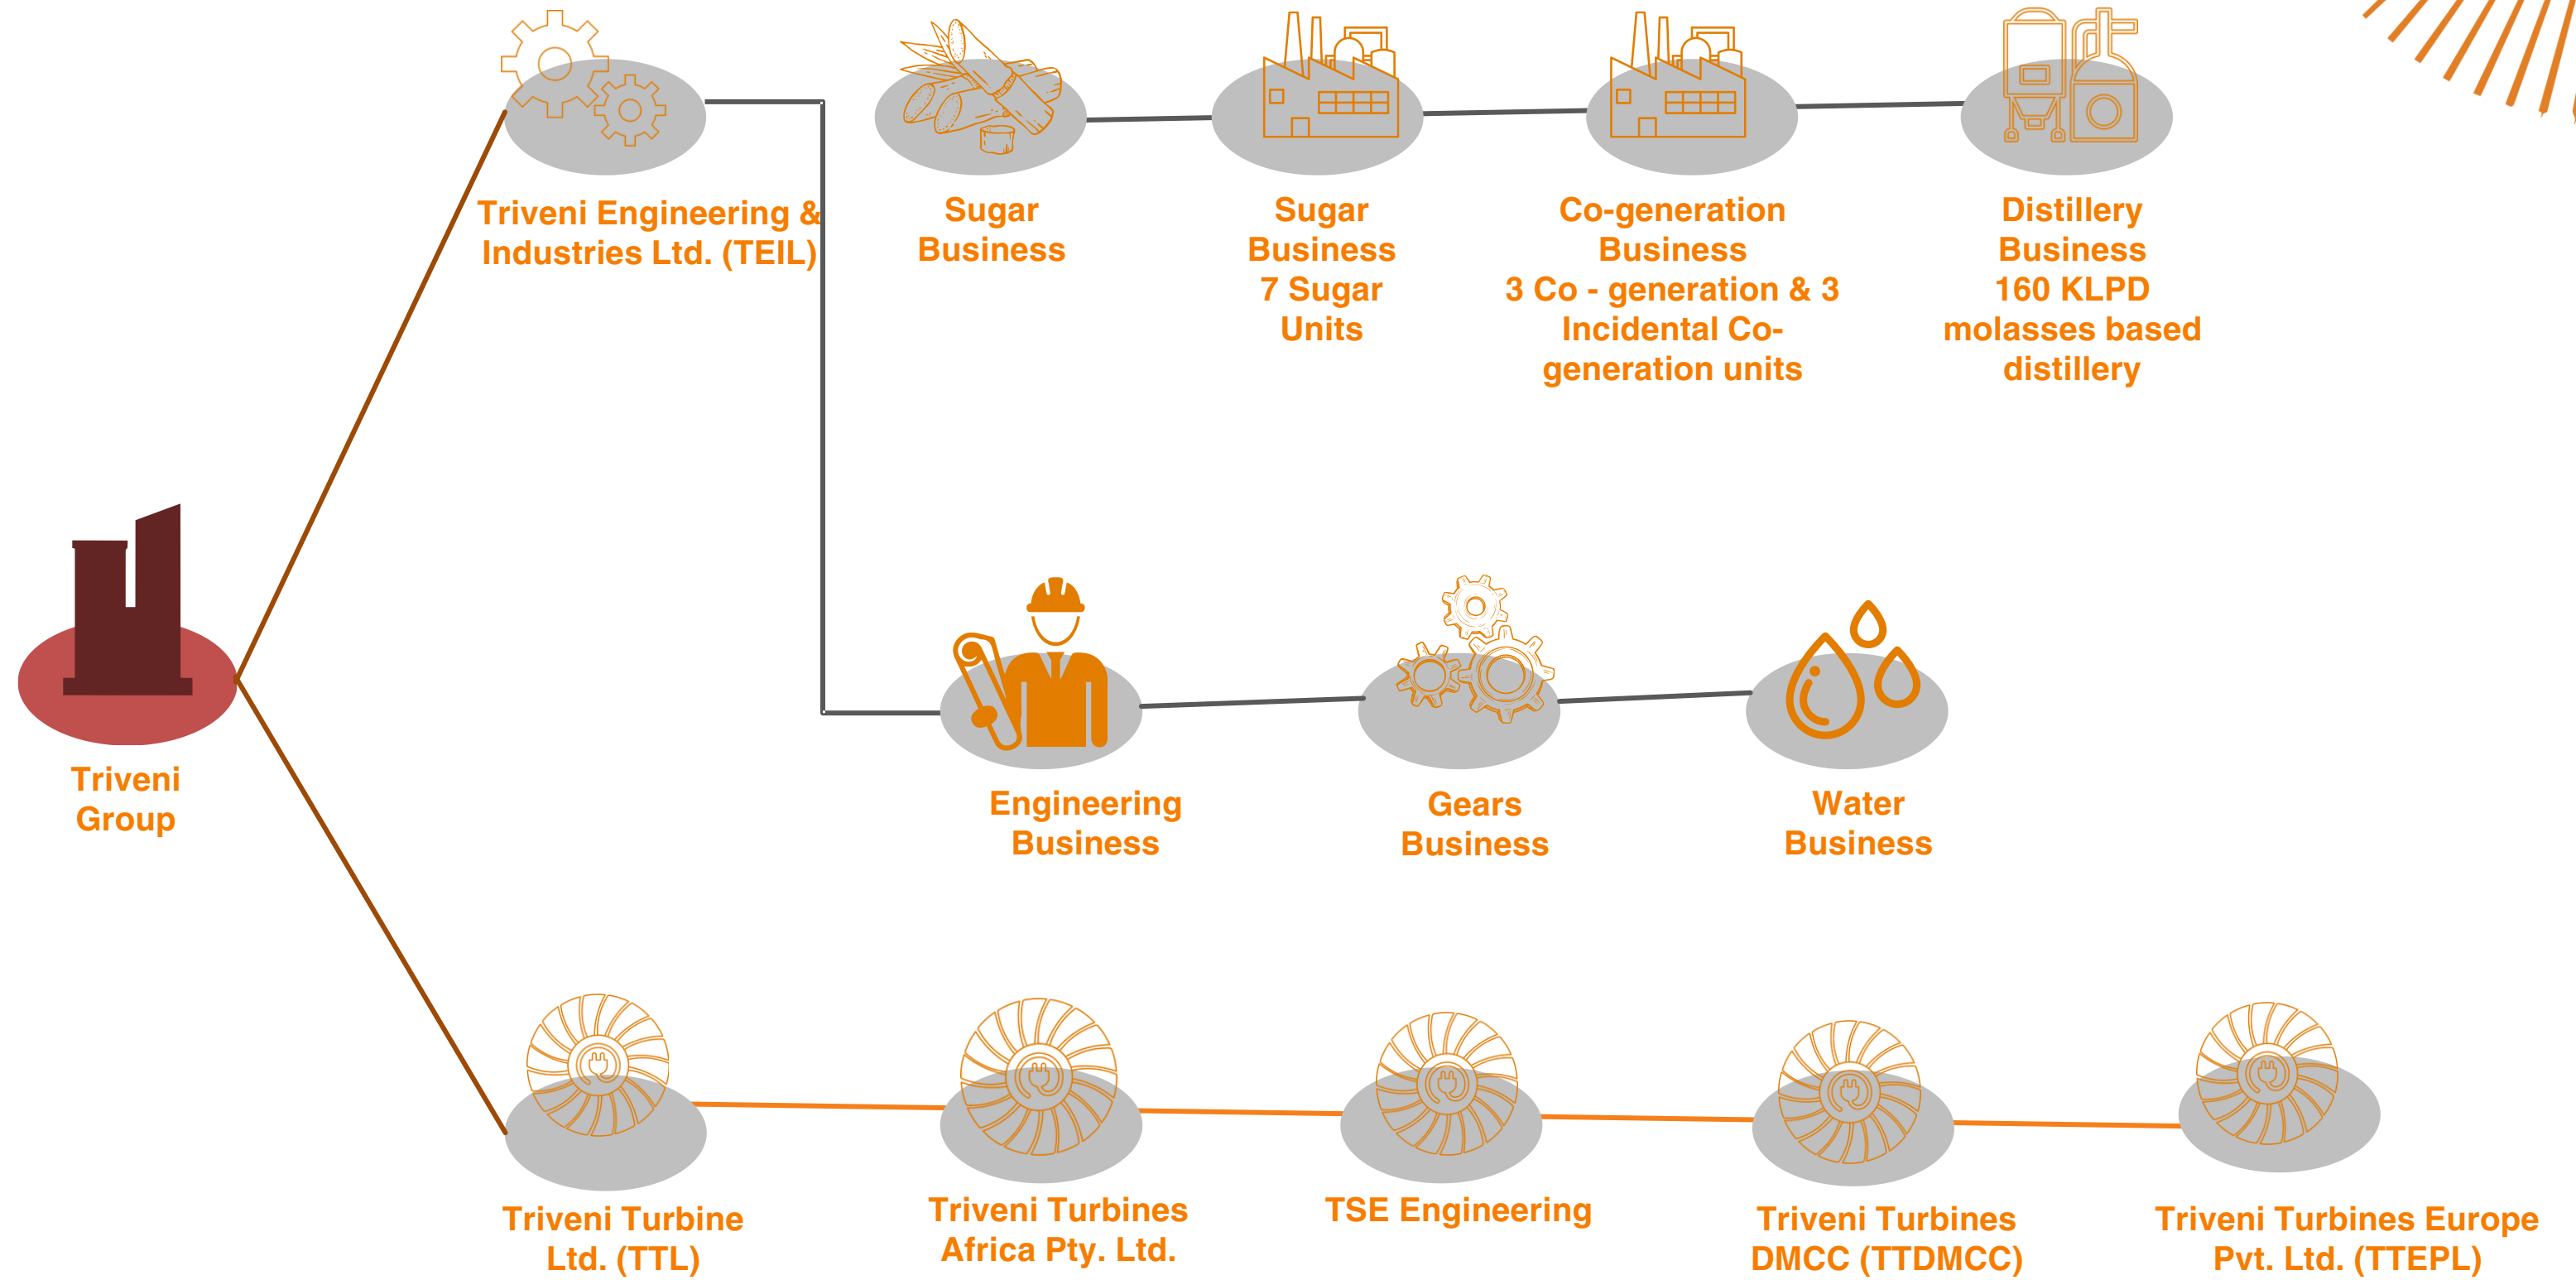 Triveni Engineering &
Industries Ltd. (TEIL)
Sugar
Business
Sugar
Business
7 Sugar
Units
Co-generation
Business
3 Co - generation & 3
Incidental Co-
generation units
Distillery
Business
160 KLPD
molasses based
distillery
Triveni
Group
Engineering
Business
Gears
Business
Water
Business
Triveni Turbine
Ltd. (TTL)
Triveni Turbines
Africa Pty. Ltd.
TSE Engineering
Triveni Turbines
DMCC (TTDMCC)
Triveni Turbines Europe
Pvt. Ltd. (TTEPL)